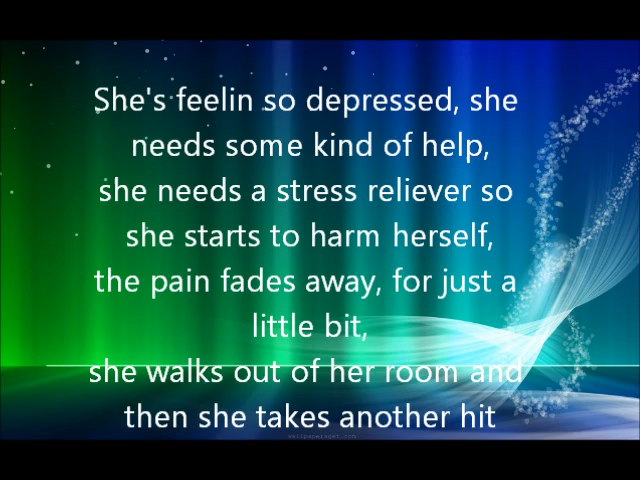 She's feelin so depressed, she
needs some kind of help,
she needs a stress reliever so
she starts to harm herself,
the pain fades away, for just a
little bit,
she walks out of her room and
then she takes another hit